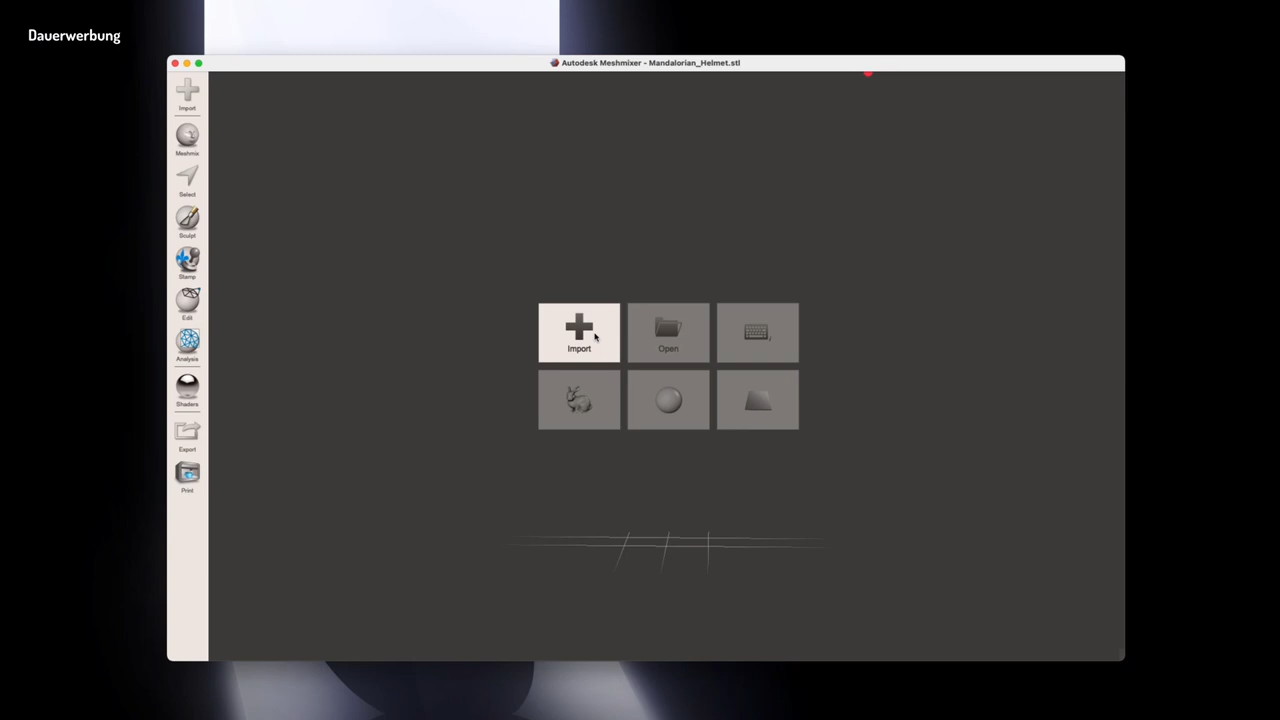 Dauerwerbung
Autodesk Meshmixer - Mandalorian_Helmet.stl
Import
Meshmix
Select
Sculpt
Stamp
Edit
Analysis
Shaders
Export
Print
Import
Open